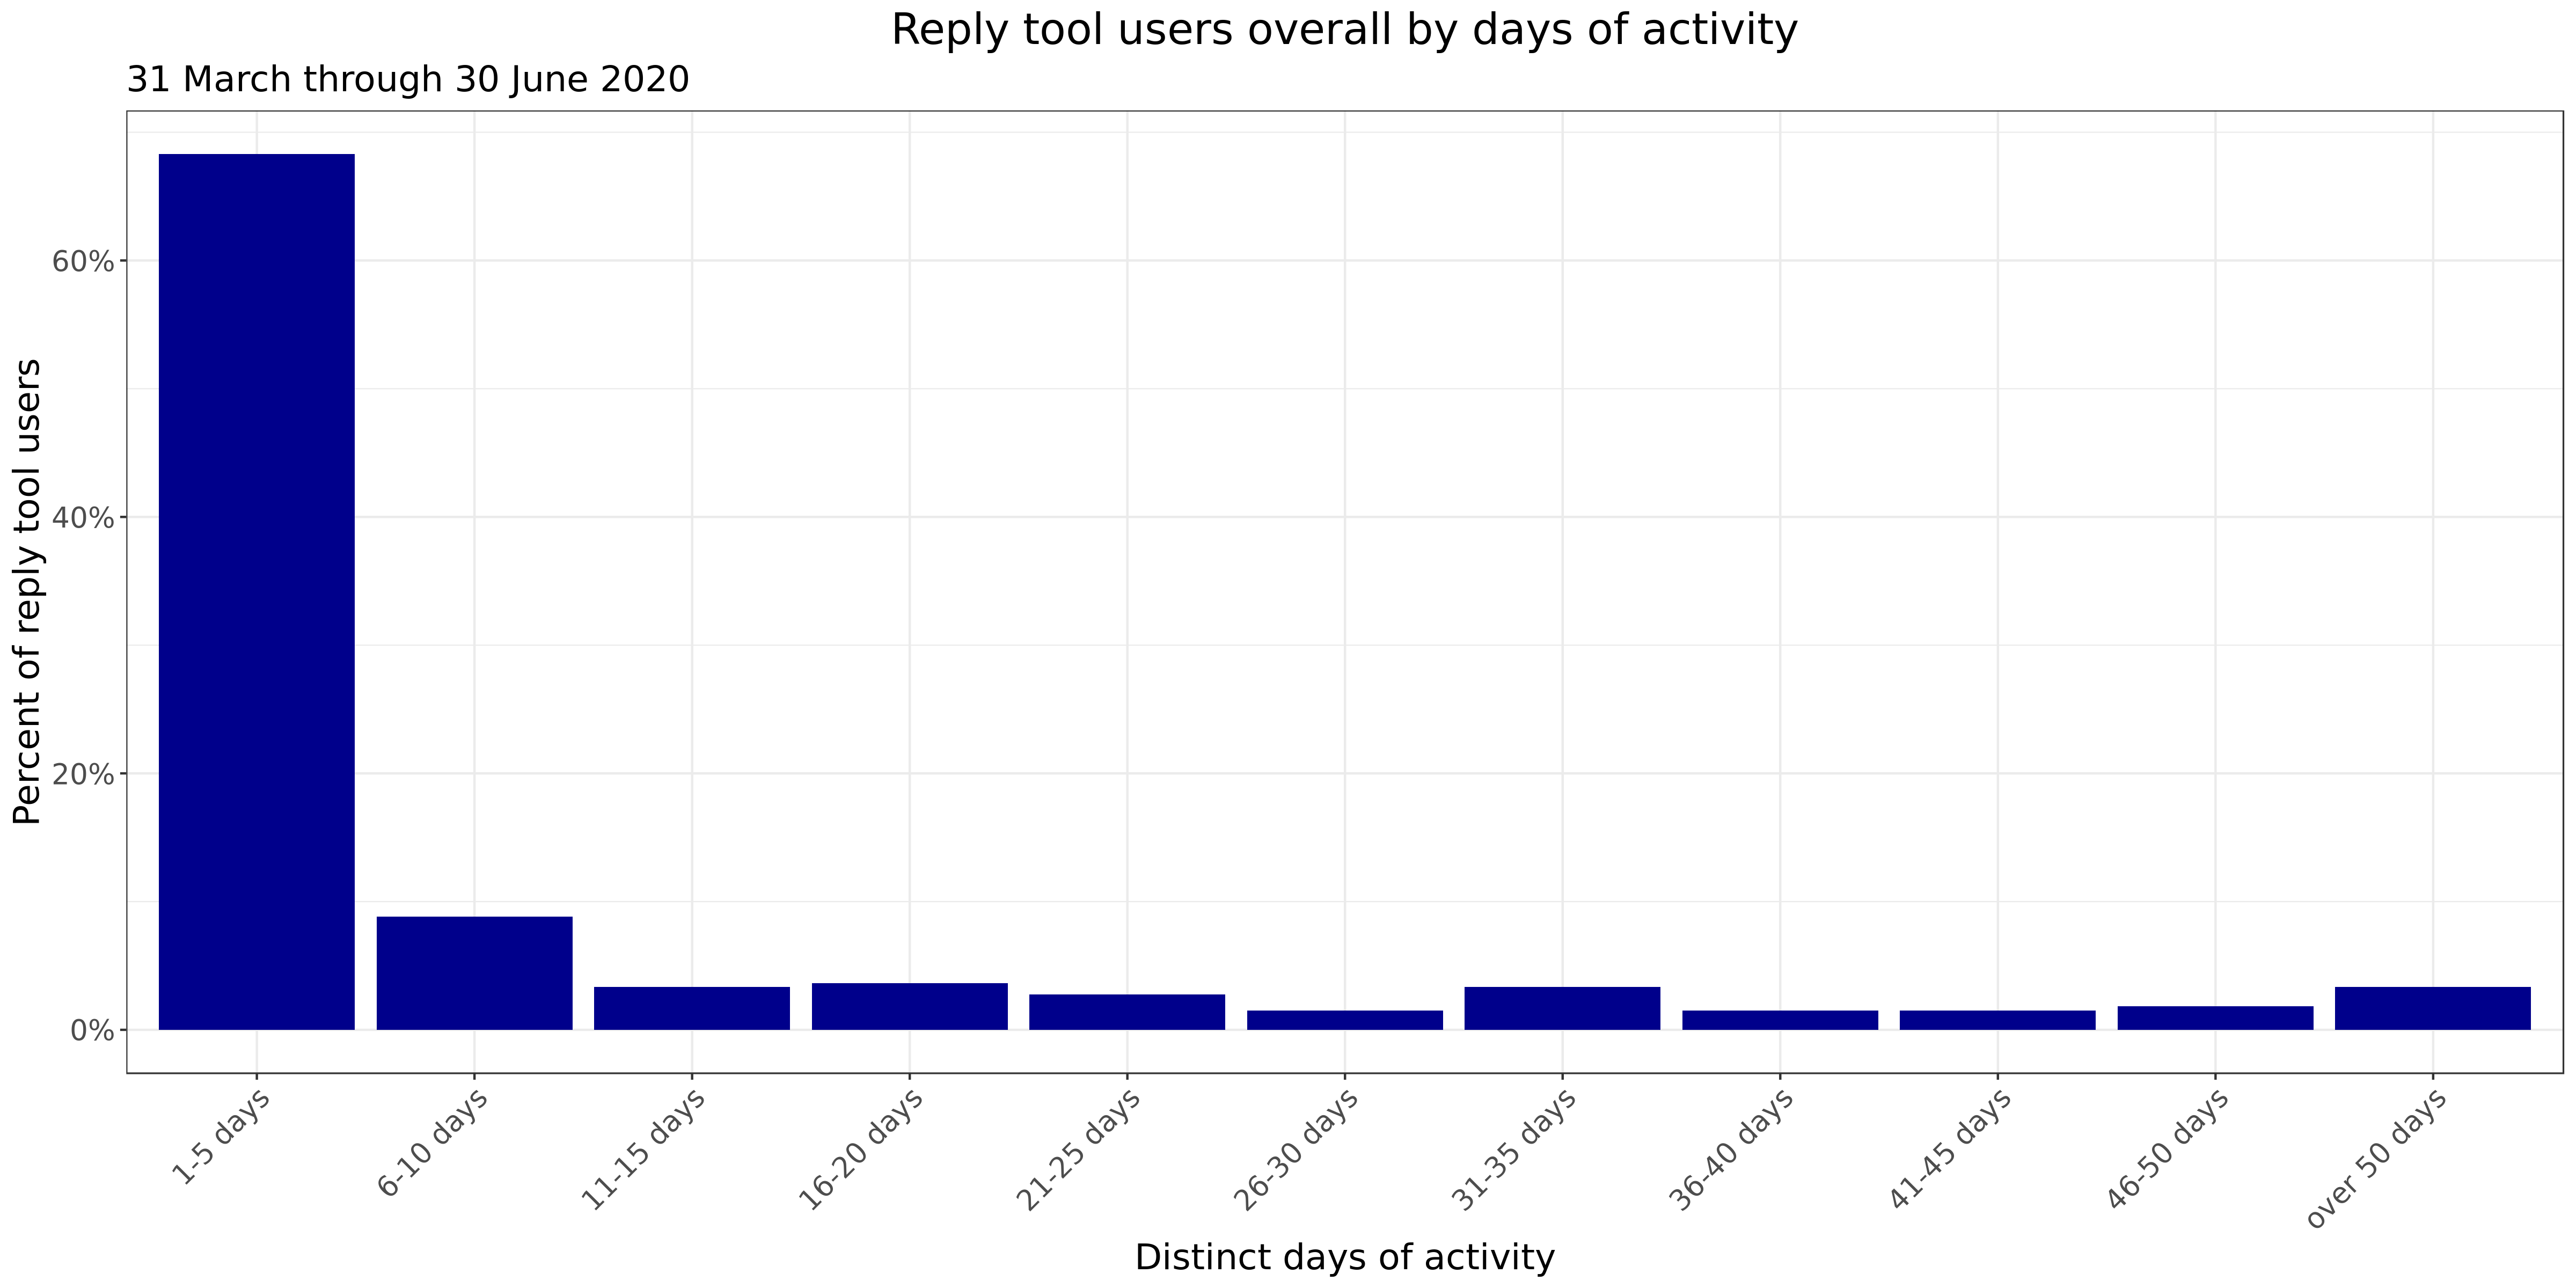 Reply tool users overall by days of activity
31 March through 30 June 2020
Percent of reply tool users
60%
40%
20%
0%
1-5 days
6-10 days
11-15 days
16-20 days
21-25 days
26-30 days
31-35 days
36-40 days
41-45 days
46-50 days
over 50 days
Distinct days of activity